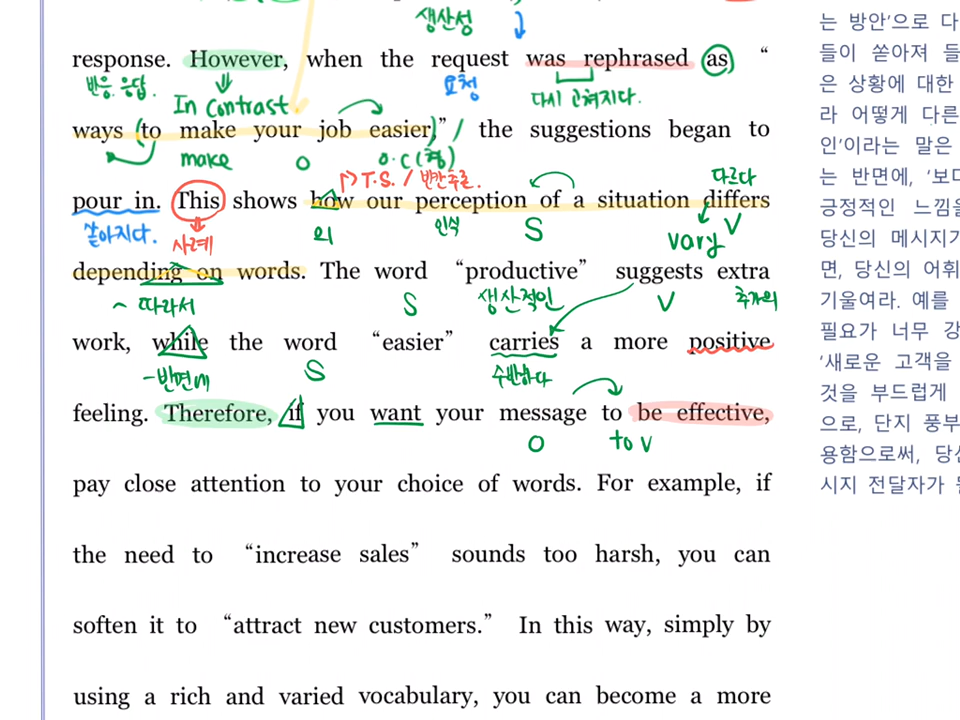 생산성
response. However, when the request was rephrased as “
반응. 응답.
In contrast
요청
다시 고쳐지다.
ways (to make your job easier),” / the suggestions began to
make O O.C(형)
T.S. / 빈칸추론.
다르다
pour in. This shows how our perception of a situation differs
쏟아지다. 사례 의 인식 S vary V
depending on words. The word “productive” suggests extra
~ 따라서 S 생산적인 V 추가의
work, while the word “easier” carries a more positive
~반면에 S 수반하다
feeling. Therefore, if you want your message to be effective,
O to V
pay close attention to your choice of words. For example, if
the need to “increase sales” sounds too harsh, you can
soften it to “attract new customers.” In this way, simply by
using a rich and varied vocabulary, you can become a more
는 방안’으로 다
들이 쏟아져 들
은 상황에 대한
라 어떻게 다른
인’이라는 말은
는 반면에, ‘보다
긍정적인 느낌을
당신의 메시지가
면, 당신의 어휘
기울여라. 예를
필요가 너무 강
‘새로운 고객을
것을 부드럽게
으로, 단지 풍부
용함으로써, 당신
시지 전달자가 될